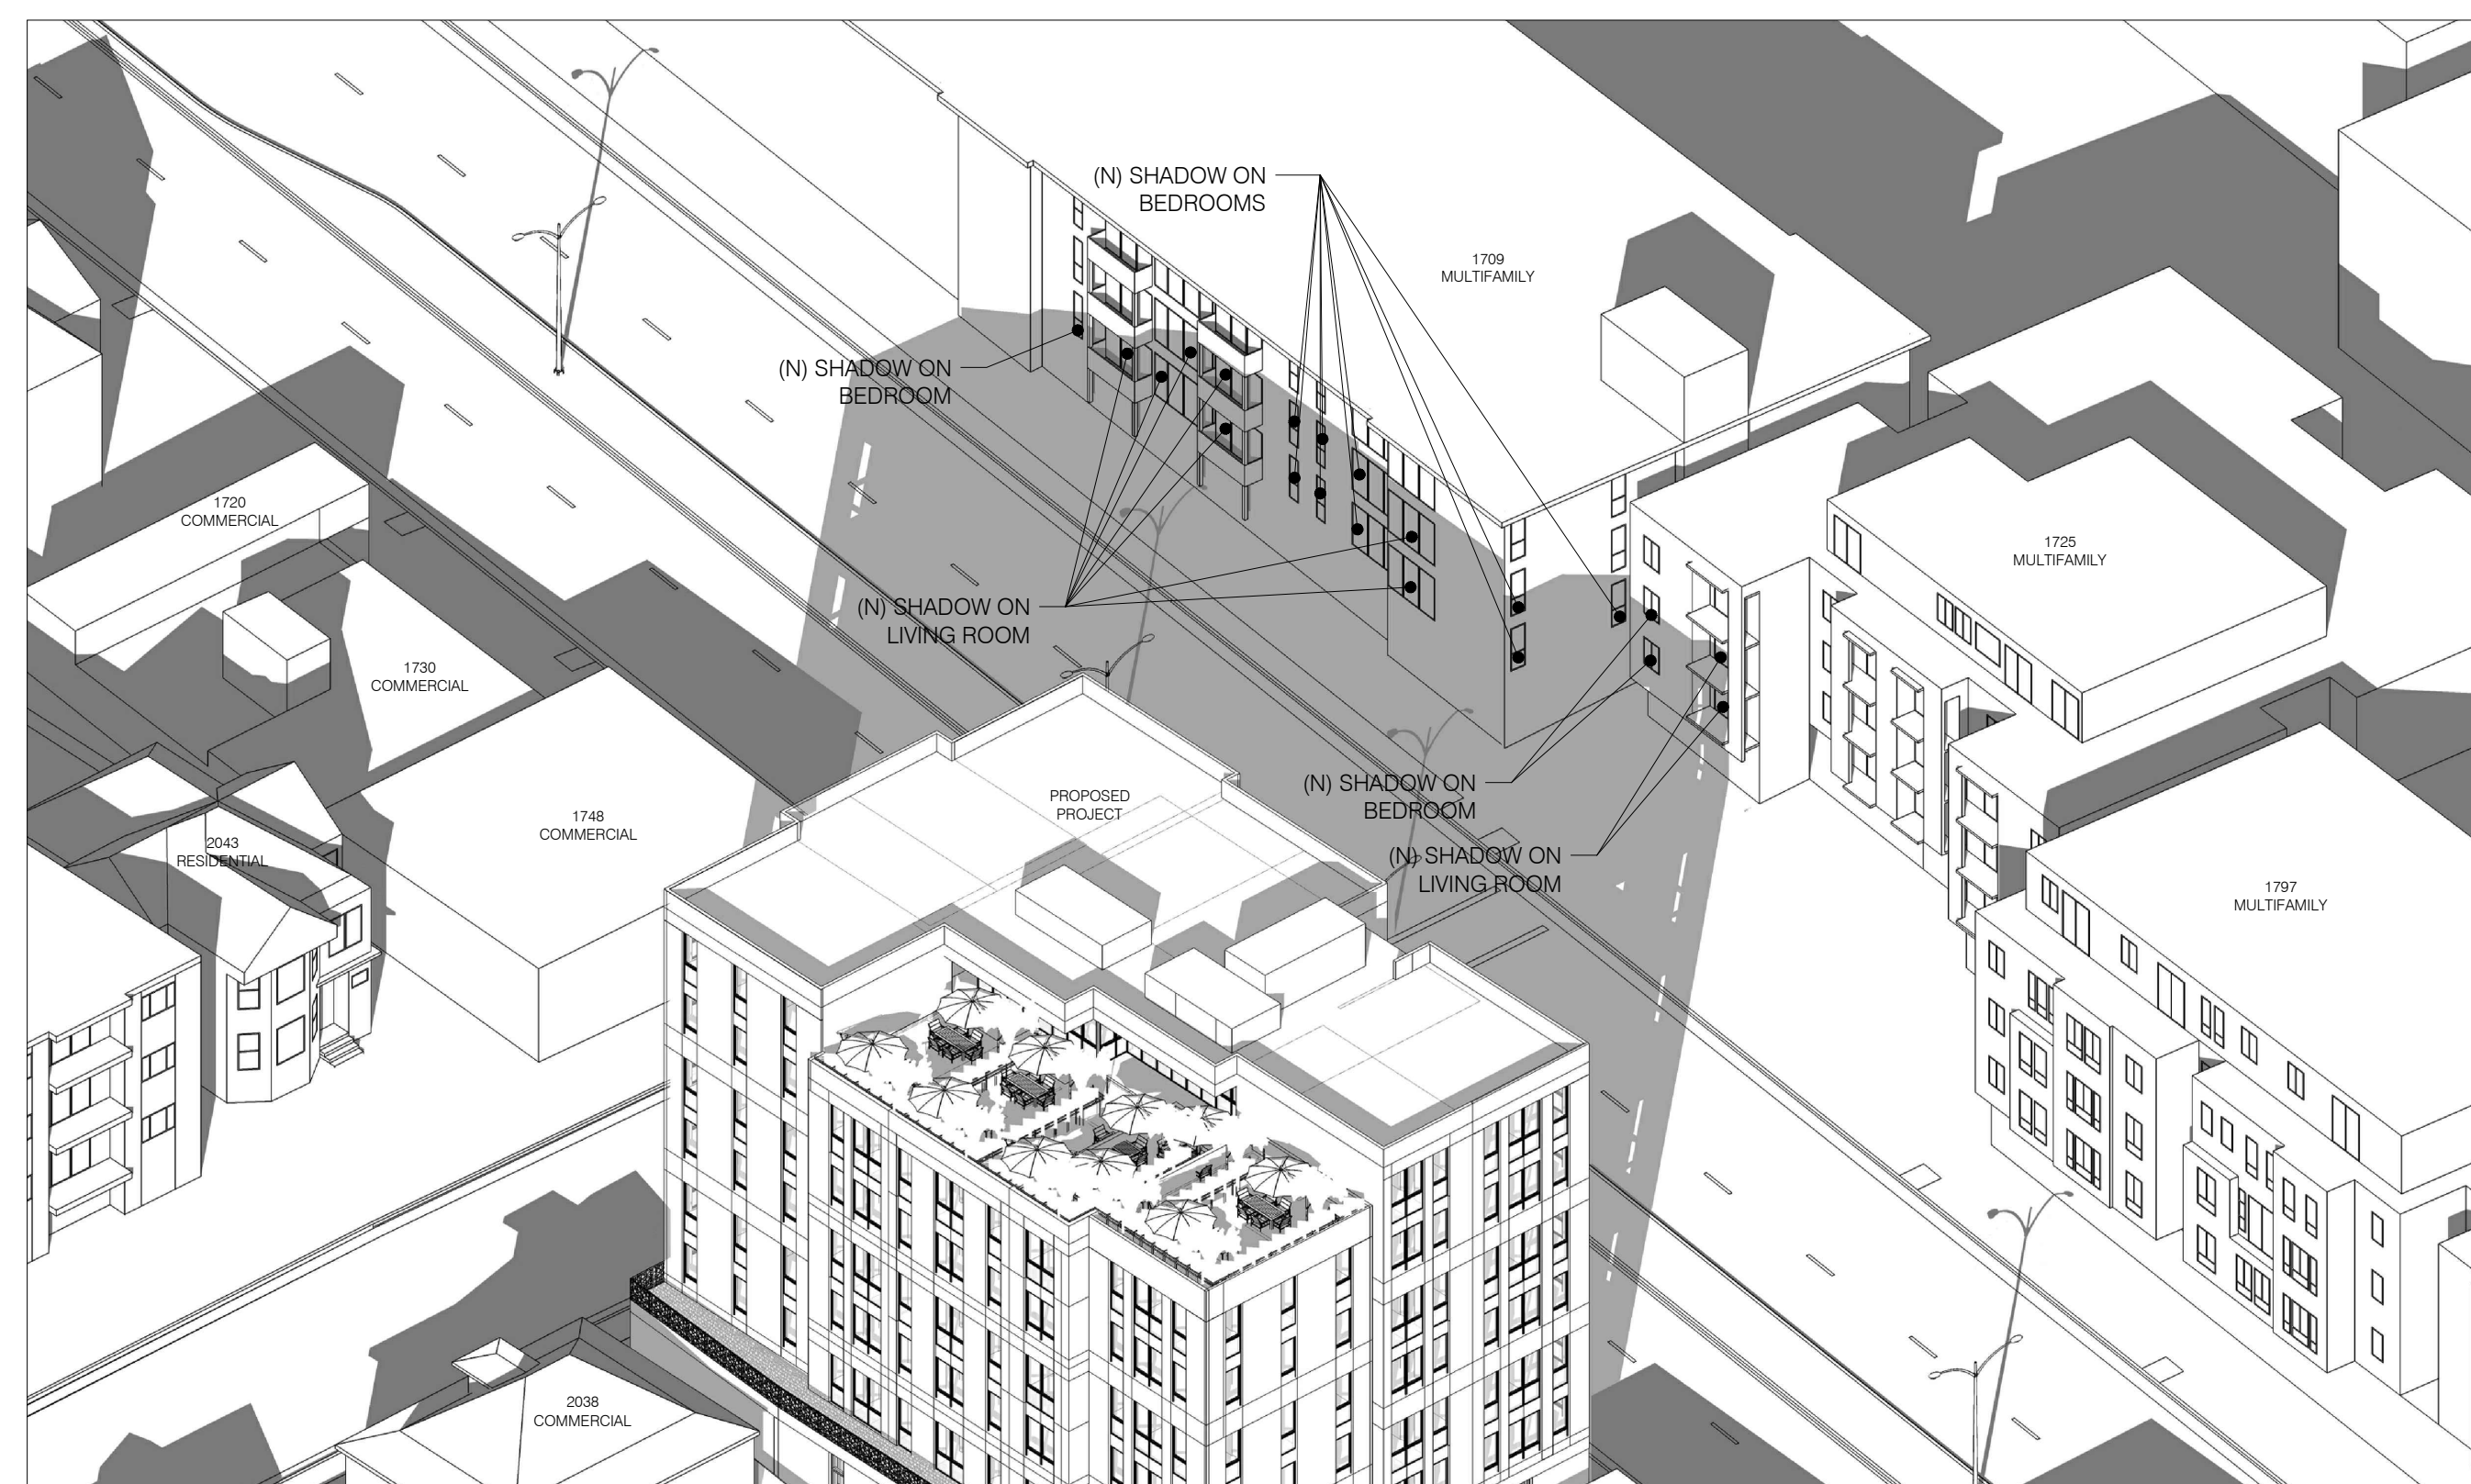 (N) SHADOW ON
BEDROOMS
1709
MULTIFAMILY
(N) SHADOW ON
BEDROOM
1720
COMMERCIAL
1725
MULTIFAMILY
(N) SHADOW ON
LIVING ROOM
1730
COMMERCIAL
(N) SHADOW ON
BEDROOM
PROPOSED
PROJECT
1748
COMMERCIAL
2043
RESIDENTIAL
(N) SHADOW ON
LIVING ROOM
1797
MULTIFAMILY
2038
COMMERCIAL